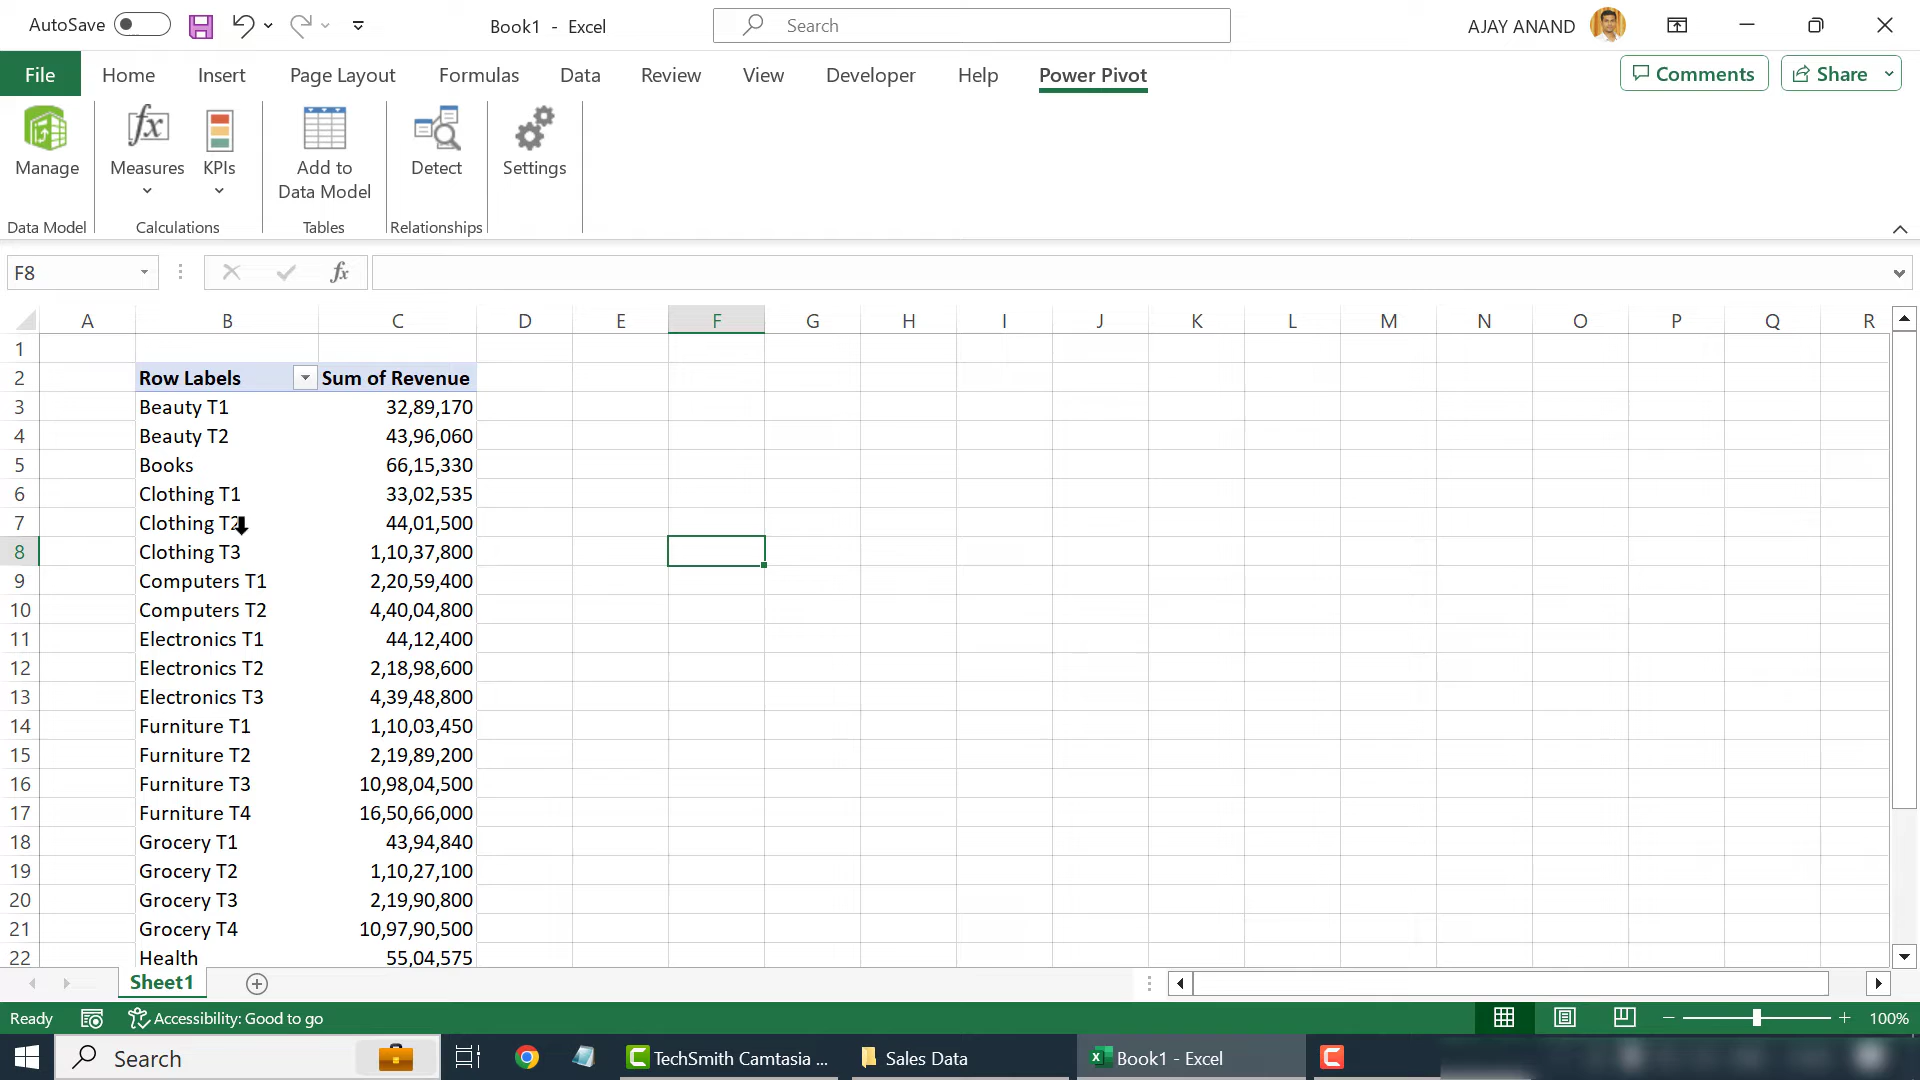 AutoSave
Book1 - Excel
Search
AJAY ANAND
File Home Insert Page Layout Formulas Data Review View Developer Help Power Pivot
Comments
Share
Manage
Measures
KPIs
Add to
Data Model
Detect
Settings
Data Model
Calculations
Tables
Relationships
F8
fx
A B C D E F G H I J K L M N O P Q R
1
2 Row Labels Sum of Revenue
3 Beauty T1 32,89,170
4 Beauty T2 43,96,060
5 Books 66,15,330
6 Clothing T1 33,02,535
7 Clothing T2 44,01,500
8 Clothing T3 1,10,37,800
9 Computers T1 2,20,59,400
10 Computers T2 4,40,04,800
11 Electronics T1 44,12,400
12 Electronics T2 2,18,98,600
13 Electronics T3 4,39,48,800
14 Furniture T1 1,10,03,450
15 Furniture T2 2,19,89,200
16 Furniture T3 10,98,04,500
17 Furniture T4 16,50,66,000
18 Grocery T1 43,94,840
19 Grocery T2 1,10,27,100
20 Grocery T3 2,19,90,800
21 Grocery T4 10,97,90,500
22 Health 55,04,575
Sheet1
Ready
Accessibility: Good to go
100%
Search
TechSmith Camtasia ...
Sales Data
Book1 - Excel